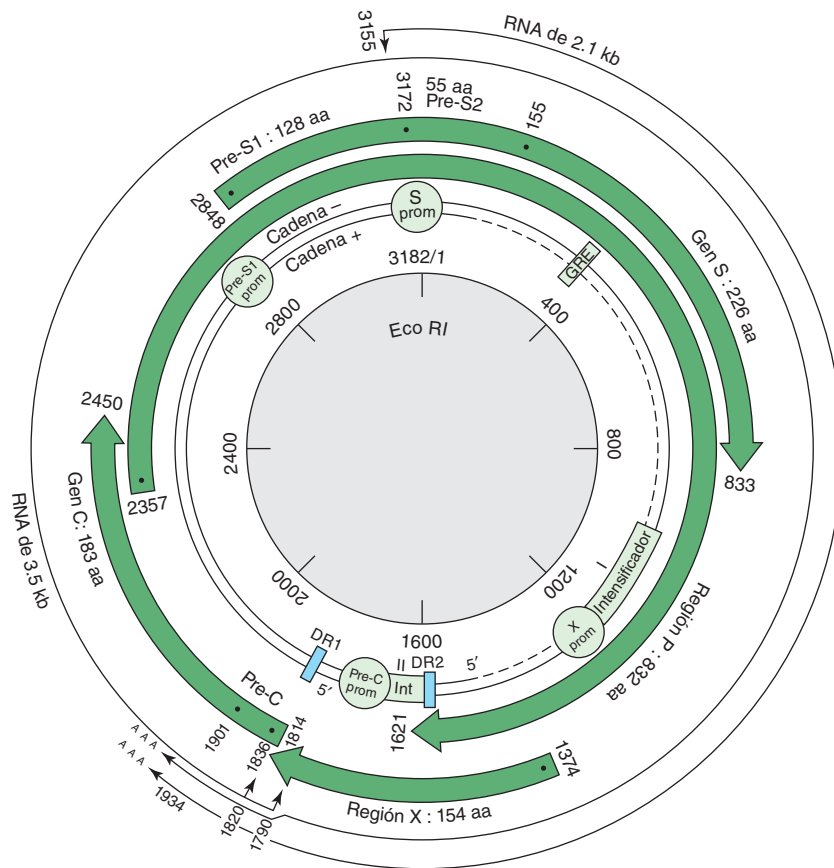 3155
RNA de 2.1 kb
3172
55 aa
Pre-S2
155
Pre-S1 : 128 aa
2848
Cadena –
Cadena +
S
prom
Pre-S1
prom
GRE
Gen S : 226 aa
3182/1
Eco RI
400
800
1200
1600
2000
2400
2800
833
2450
2357
Gen C: 183 aa
RNA de 3.5 kb
I
Intensificador
X
prom
Región P : 832 aa
DR1
5′
Pre-C
prom
II
Int
DR2
5′
1621
Pre-C
1901
1836
1814
1374
Región X : 154 aa
A A A
A A A
1934
1820
1790